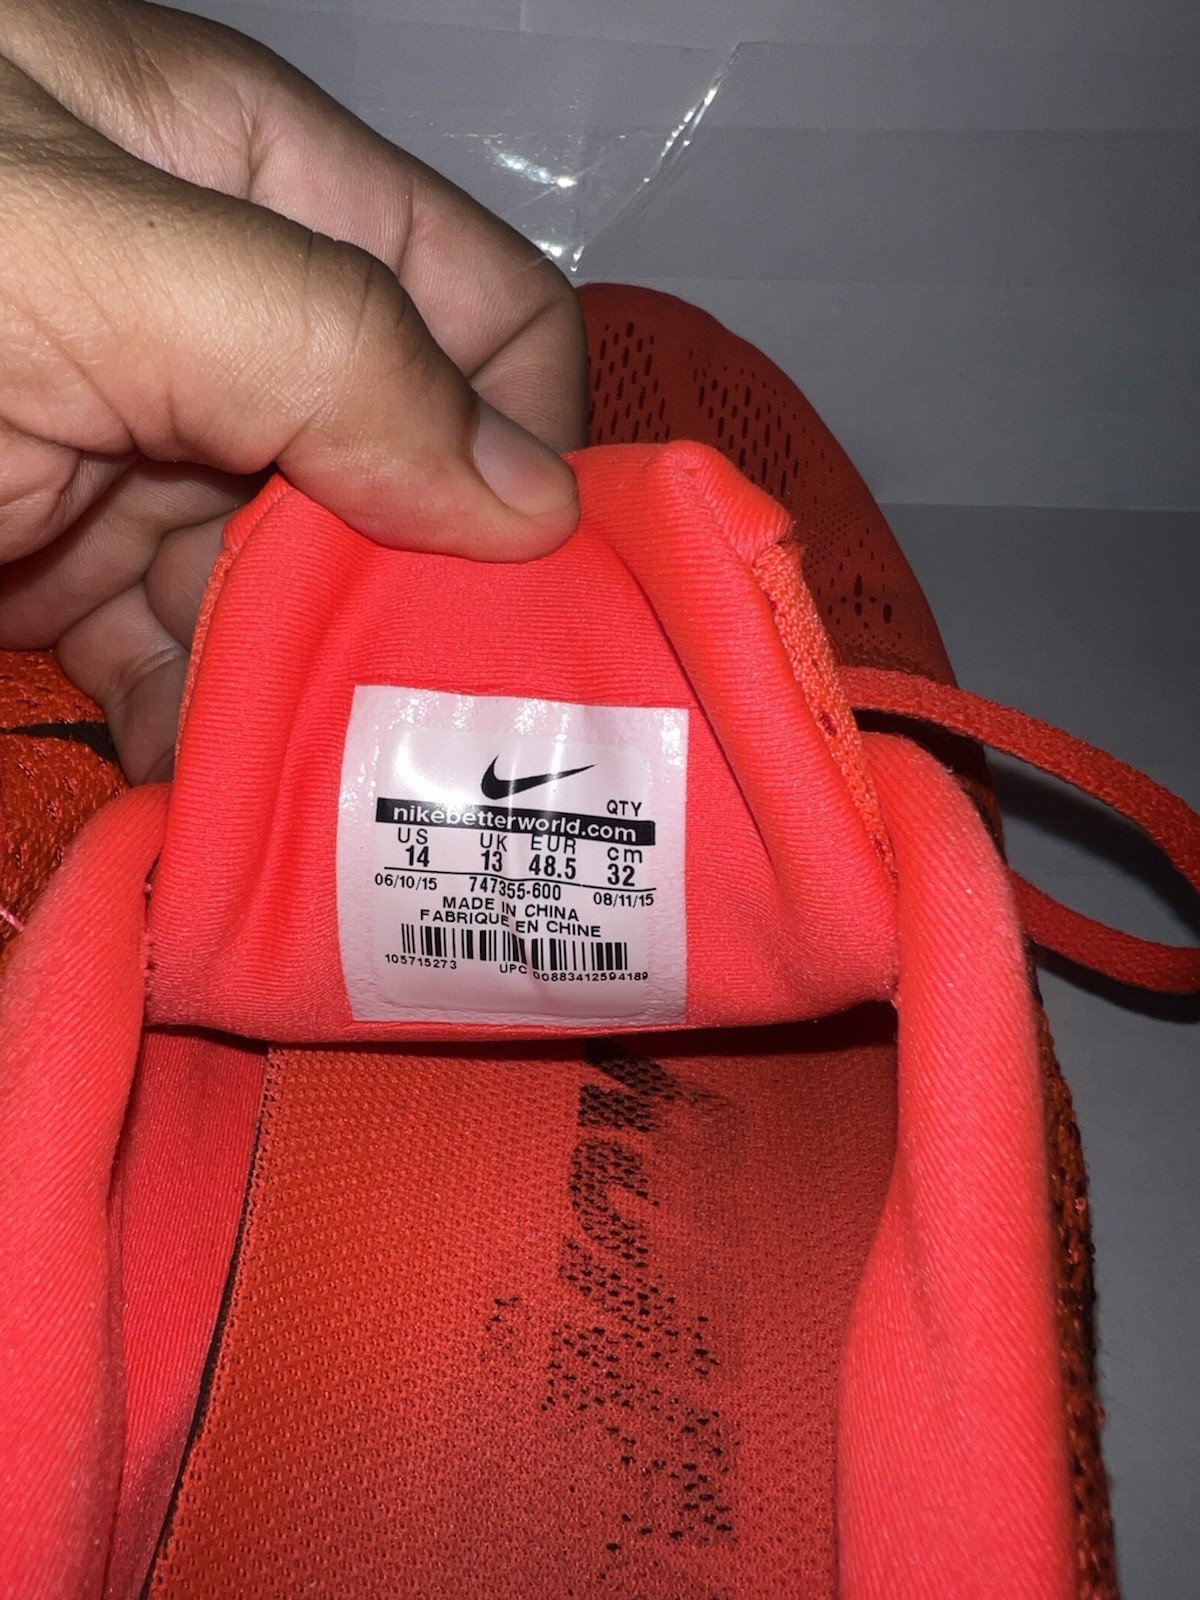 QTY
nikebetterworld.com
US UK EUR cm
14 13 48.5 32
06/10/15 747355-600 08/11/15
MADE IN CHINA
FABRIQUE EN CHINE
105715273 UPC 00883412594189